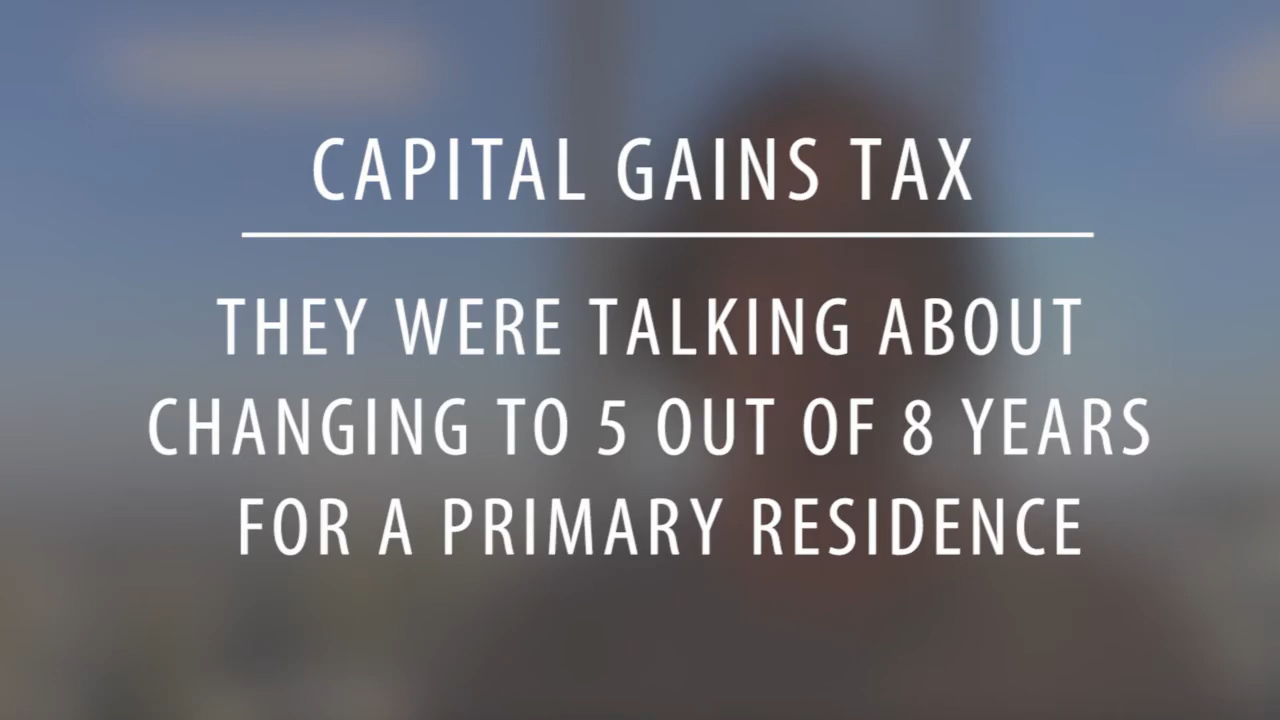 CAPITAL GAINS TAX
THEY WERE TALKING ABOUT
CHANGING TO 5 OUT OF 8 YEARS
FOR A PRIMARY RESIDENCE